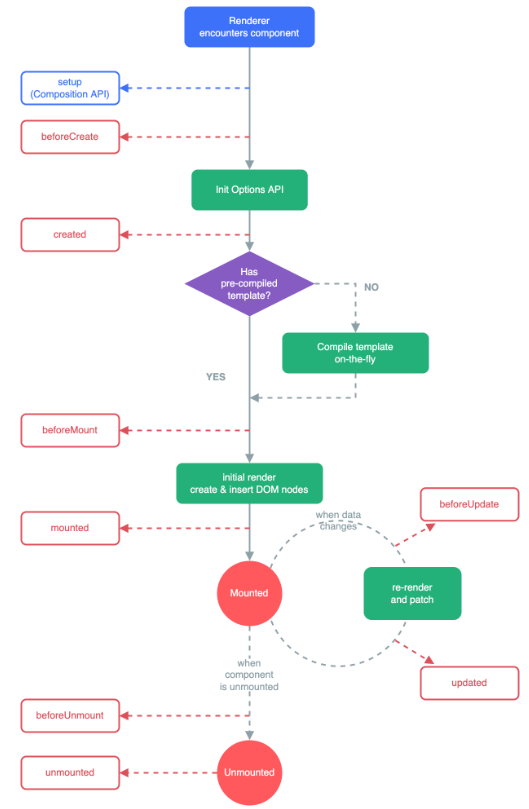 Renderer
encounters component
setup
(Composition API)
beforeCreate
Init Options API
created
Has
pre-compiled
template?
NO
Compile template
on-the-fly
YES
beforeMount
initial render
create & insert DOM nodes
mounted
when data
changes
beforeUpdate
Mounted
re-render
and patch
when
component
is unmounted
updated
beforeUnmount
unmounted
Unmounted